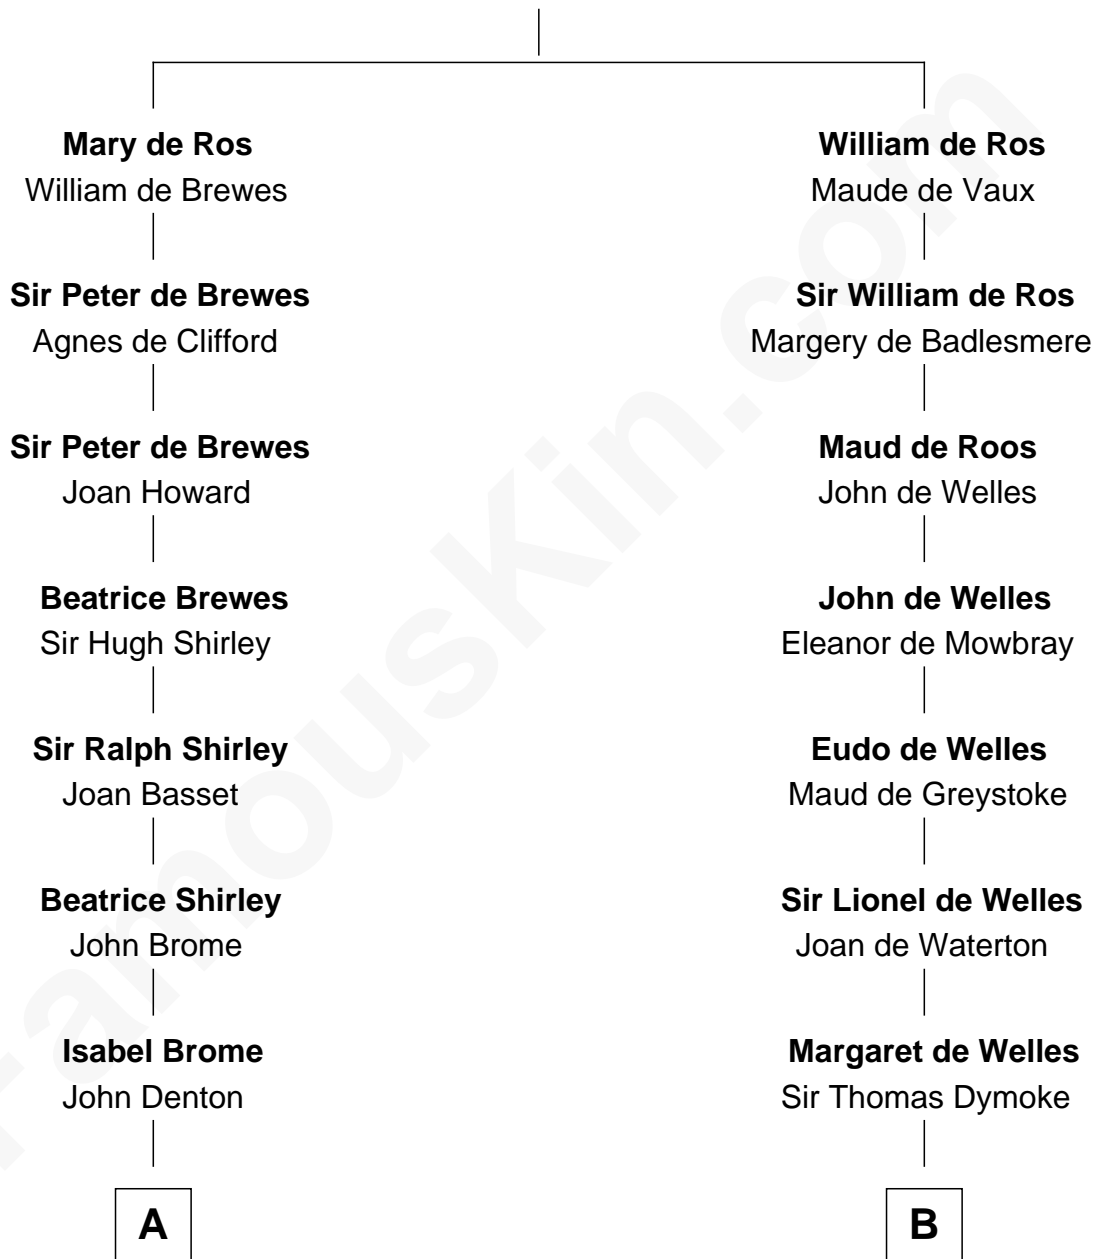 Mary de Ros
William de Brewes
Sir Peter de Brewes
Agnes de Clifford
Sir Peter de Brewes
Joan Howard
Beatrice Brewes
Sir Hugh Shirley
Sir Ralph Shirley
Joan Basset
Beatrice Shirley
John Brome
Isabel Brome
John Denton
A
William de Ros
Maude de Vaux
Sir William de Ros
Margery de Badlesmere
Maud de Roos
John de Welles
John de Welles
Eleanor de Mowbray
Eudo de Welles
Maud de Greystoke
Sir Lionel de Welles
Joan de Waterton
Margaret de Welles
Sir Thomas Dymoke
B
FamousKin.com